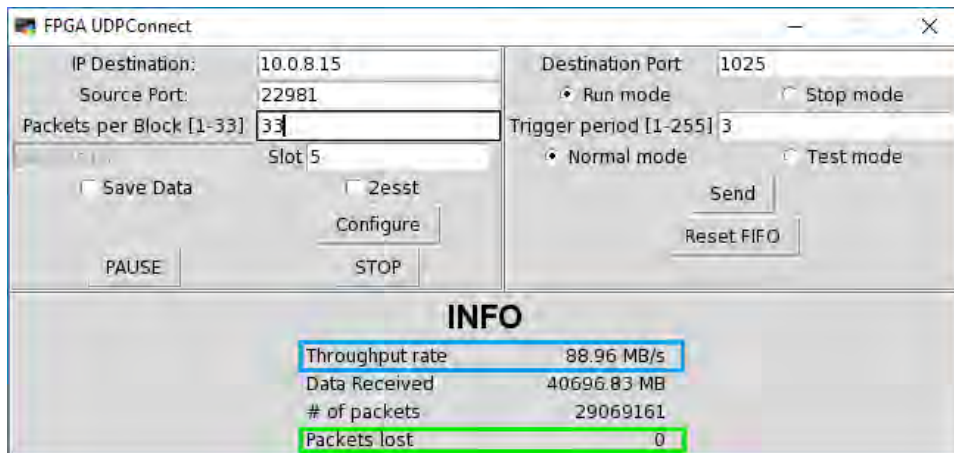 FPGA UDPConnect
IP Destination: 10.0.8.15
Source Port: 22981
Packets per Block [1-33] 33
Slot 5
Save Data 2esst
Configure
PAUSE STOP
Destination Port 1025
Run mode Stop mode
Trigger period [1-255] 3
Normal mode Test mode
Send
Reset FIFO
INFO
Throughput rate 88.96 MB/s
Data Received 40696.83 MB
# of packets 29069161
Packets lost 0